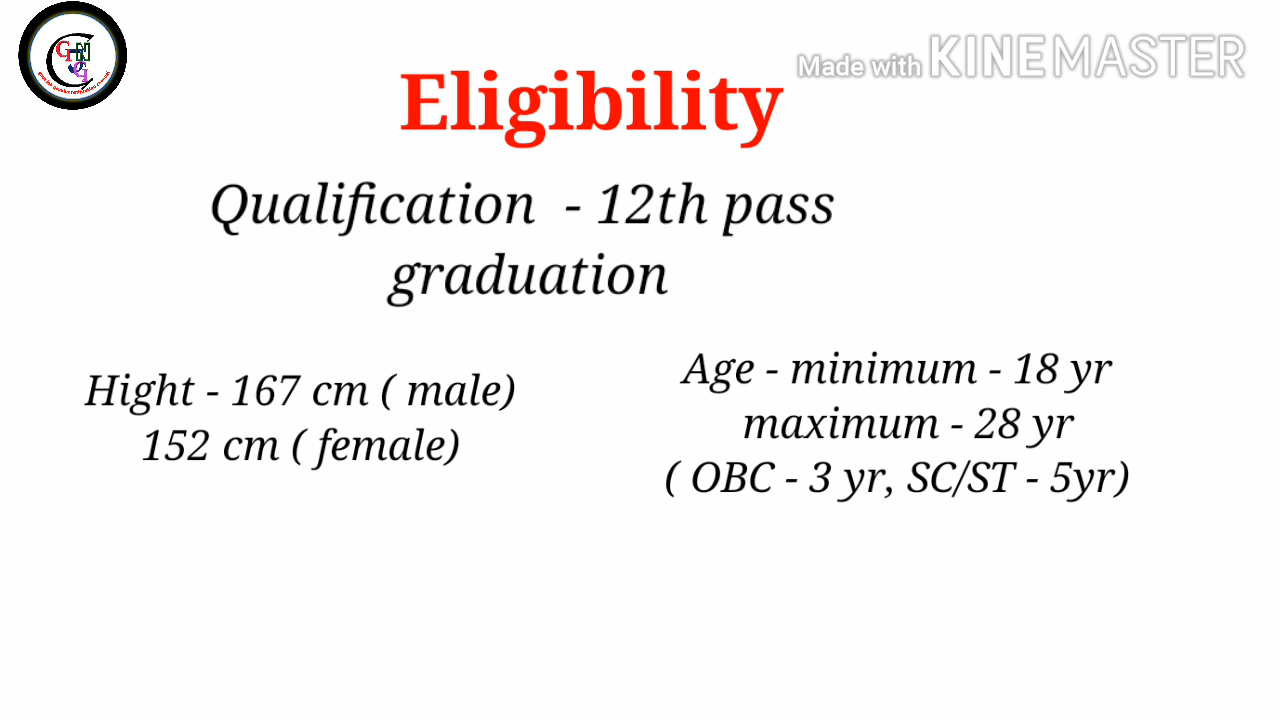 Made with KINEMASTER
Eligibility
Qualification - 12th pass
graduation
Hight - 167 cm ( male)
152 cm ( female)
Age - minimum - 18 yr
maximum - 28 yr
( OBC - 3 yr, SC/ST - 5yr)